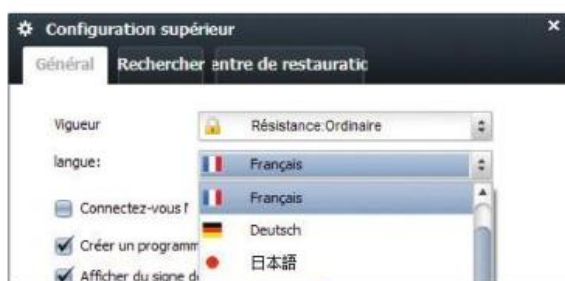 Configuration supérieur
Général Rechercher entre de restauratic
Vigueur Résistance:Ordinaire
langue: Français
Français
Connectez-vous
Deutsch
Créer un programm
日本語
Afficher du signe d